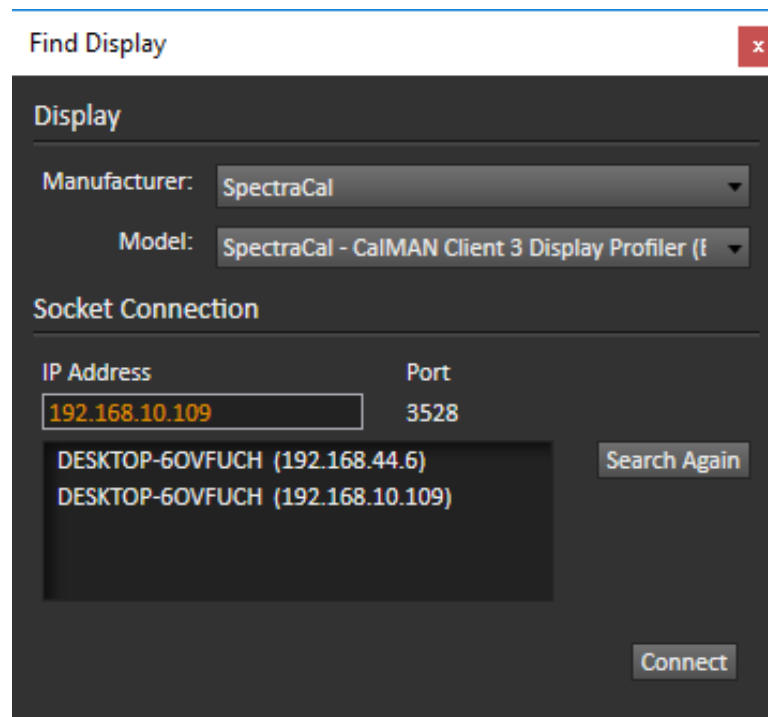 Find Display
x
Display
Manufacturer: SpectraCal
Model: SpectraCal - CalMAN Client 3 Display Profiler (E
Socket Connection
IP Address Port
192.168.10.109 3528
DESKTOP-6OVFUCH (192.168.44.6) Search Again
DESKTOP-6OVFUCH (192.168.10.109)
Connect